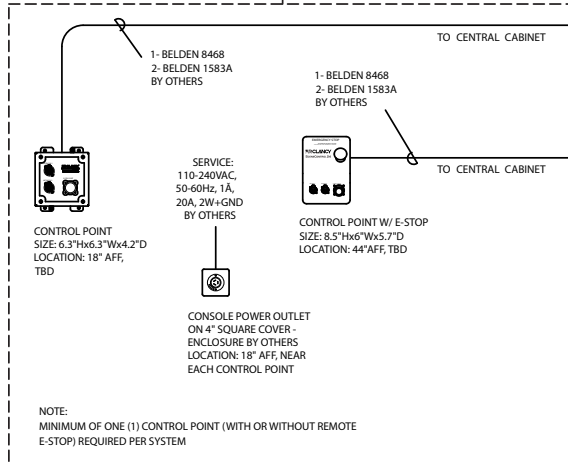 TO CENTRAL CABINET
1- BELDEN 8468
2- BELDEN 1583A
BY OTHERS
1- BELDEN 8468
2- BELDEN 1583A
BY OTHERS
EMERGENCY STOP
CLANCY
TO CENTRAL CABINET
SERVICE:
110-240VAC,
50-60Hz, 1Å,
20A, 2W+GND
BY OTHERS
CONTROL POINT
SIZE: 6.3"Hx6.3"Wx4.2"D
LOCATION: 18" AFF,
TBD
CONTROL POINT W/ E-STOP
SIZE: 8.5"Hx6"Wx5.7"D
LOCATION: 44"AFF, TBD
CONSOLE POWER OUTLET
ON 4" SQUARE COVER -
ENCLOSURE BY OTHERS
LOCATION: 18" AFF, NEAR
EACH CONTROL POINT
NOTE:
MINIMUM OF ONE (1) CONTROL POINT (WITH OR WITHOUT REMOTE
E-STOP) REQUIRED PER SYSTEM